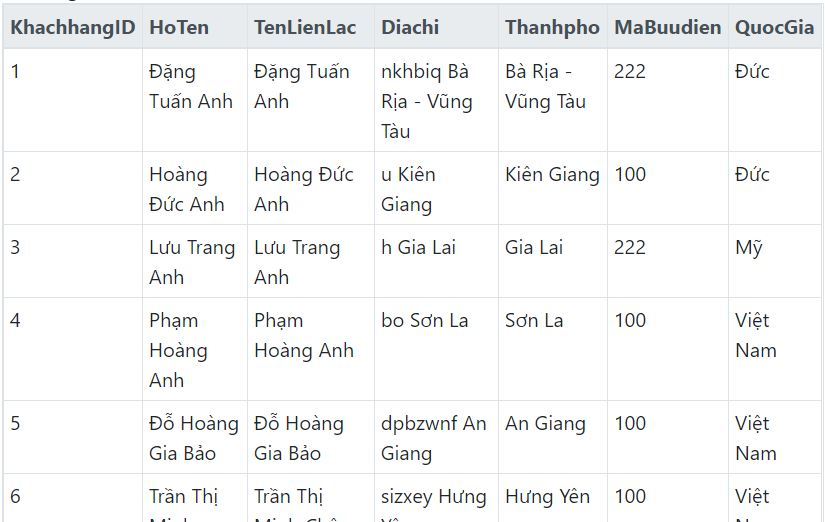 KhachhangID HoTen TenLienLac Diachi Thanhpho MaBuudien QuocGia
1 Đặng Đặng Tuấn nkhbiq Bà Bà Rịa - 222 Đức
Tuấn Anh Anh Rịa - Vũng Vũng Tàu
Tàu
2 Hoàng Hoàng Đức u Kiên Kiên Giang 100 Đức
Đức Anh Anh Giang
3 Lưu Trang Lưu Trang h Gia Lai Gia Lai 222 Mỹ
Anh Anh
4 Phạm Phạm bo Sơn La Sơn La 100 Việt
Hoàng Hoàng Anh Nam
Anh
5 Đỗ Hoàng Đỗ Hoàng dpbzwnf An An Giang 100 Việt
Gia Bảo Gia Bảo Giang Nam
6 Trần Thị Trần Thị sizxey Hưng Hưng Yên 100 Việt